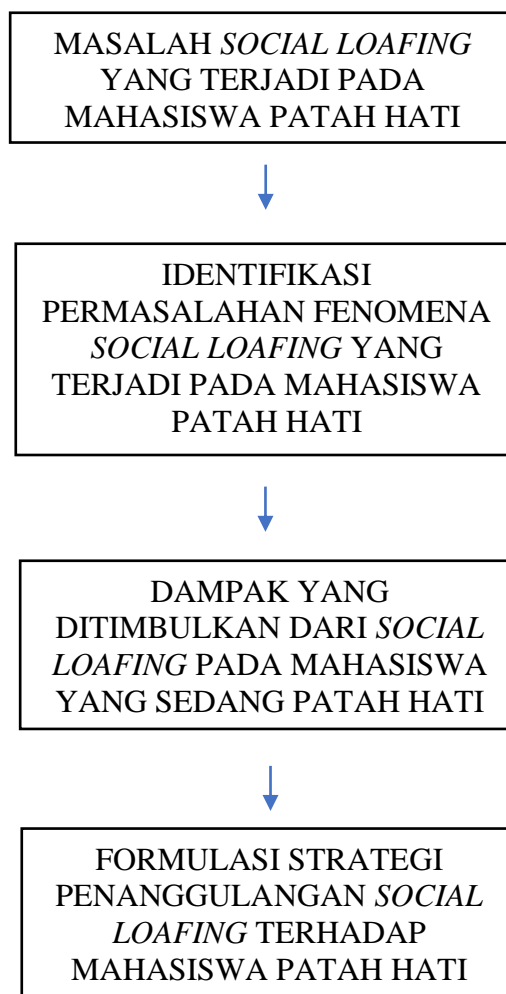 MASALAH SOCIAL LOAFING
YANG TERJADI PADA
MAHASISWA PATAH HATI
IDENTIFIKASI
PERMASALAHAN FENOMENA
SOCIAL LOAFING YANG
TERJADI PADA MAHASISWA
PATAH HATI
DAMPAK YANG
DITIMBULKAN DARI SOCIAL
LOAFING PADA MAHASISWA
YANG SEDANG PATAH HATI
FORMULASI STRATEGI
PENANGGULANGAN SOCIAL
LOAFING TERHADAP
MAHASISWA PATAH HATI